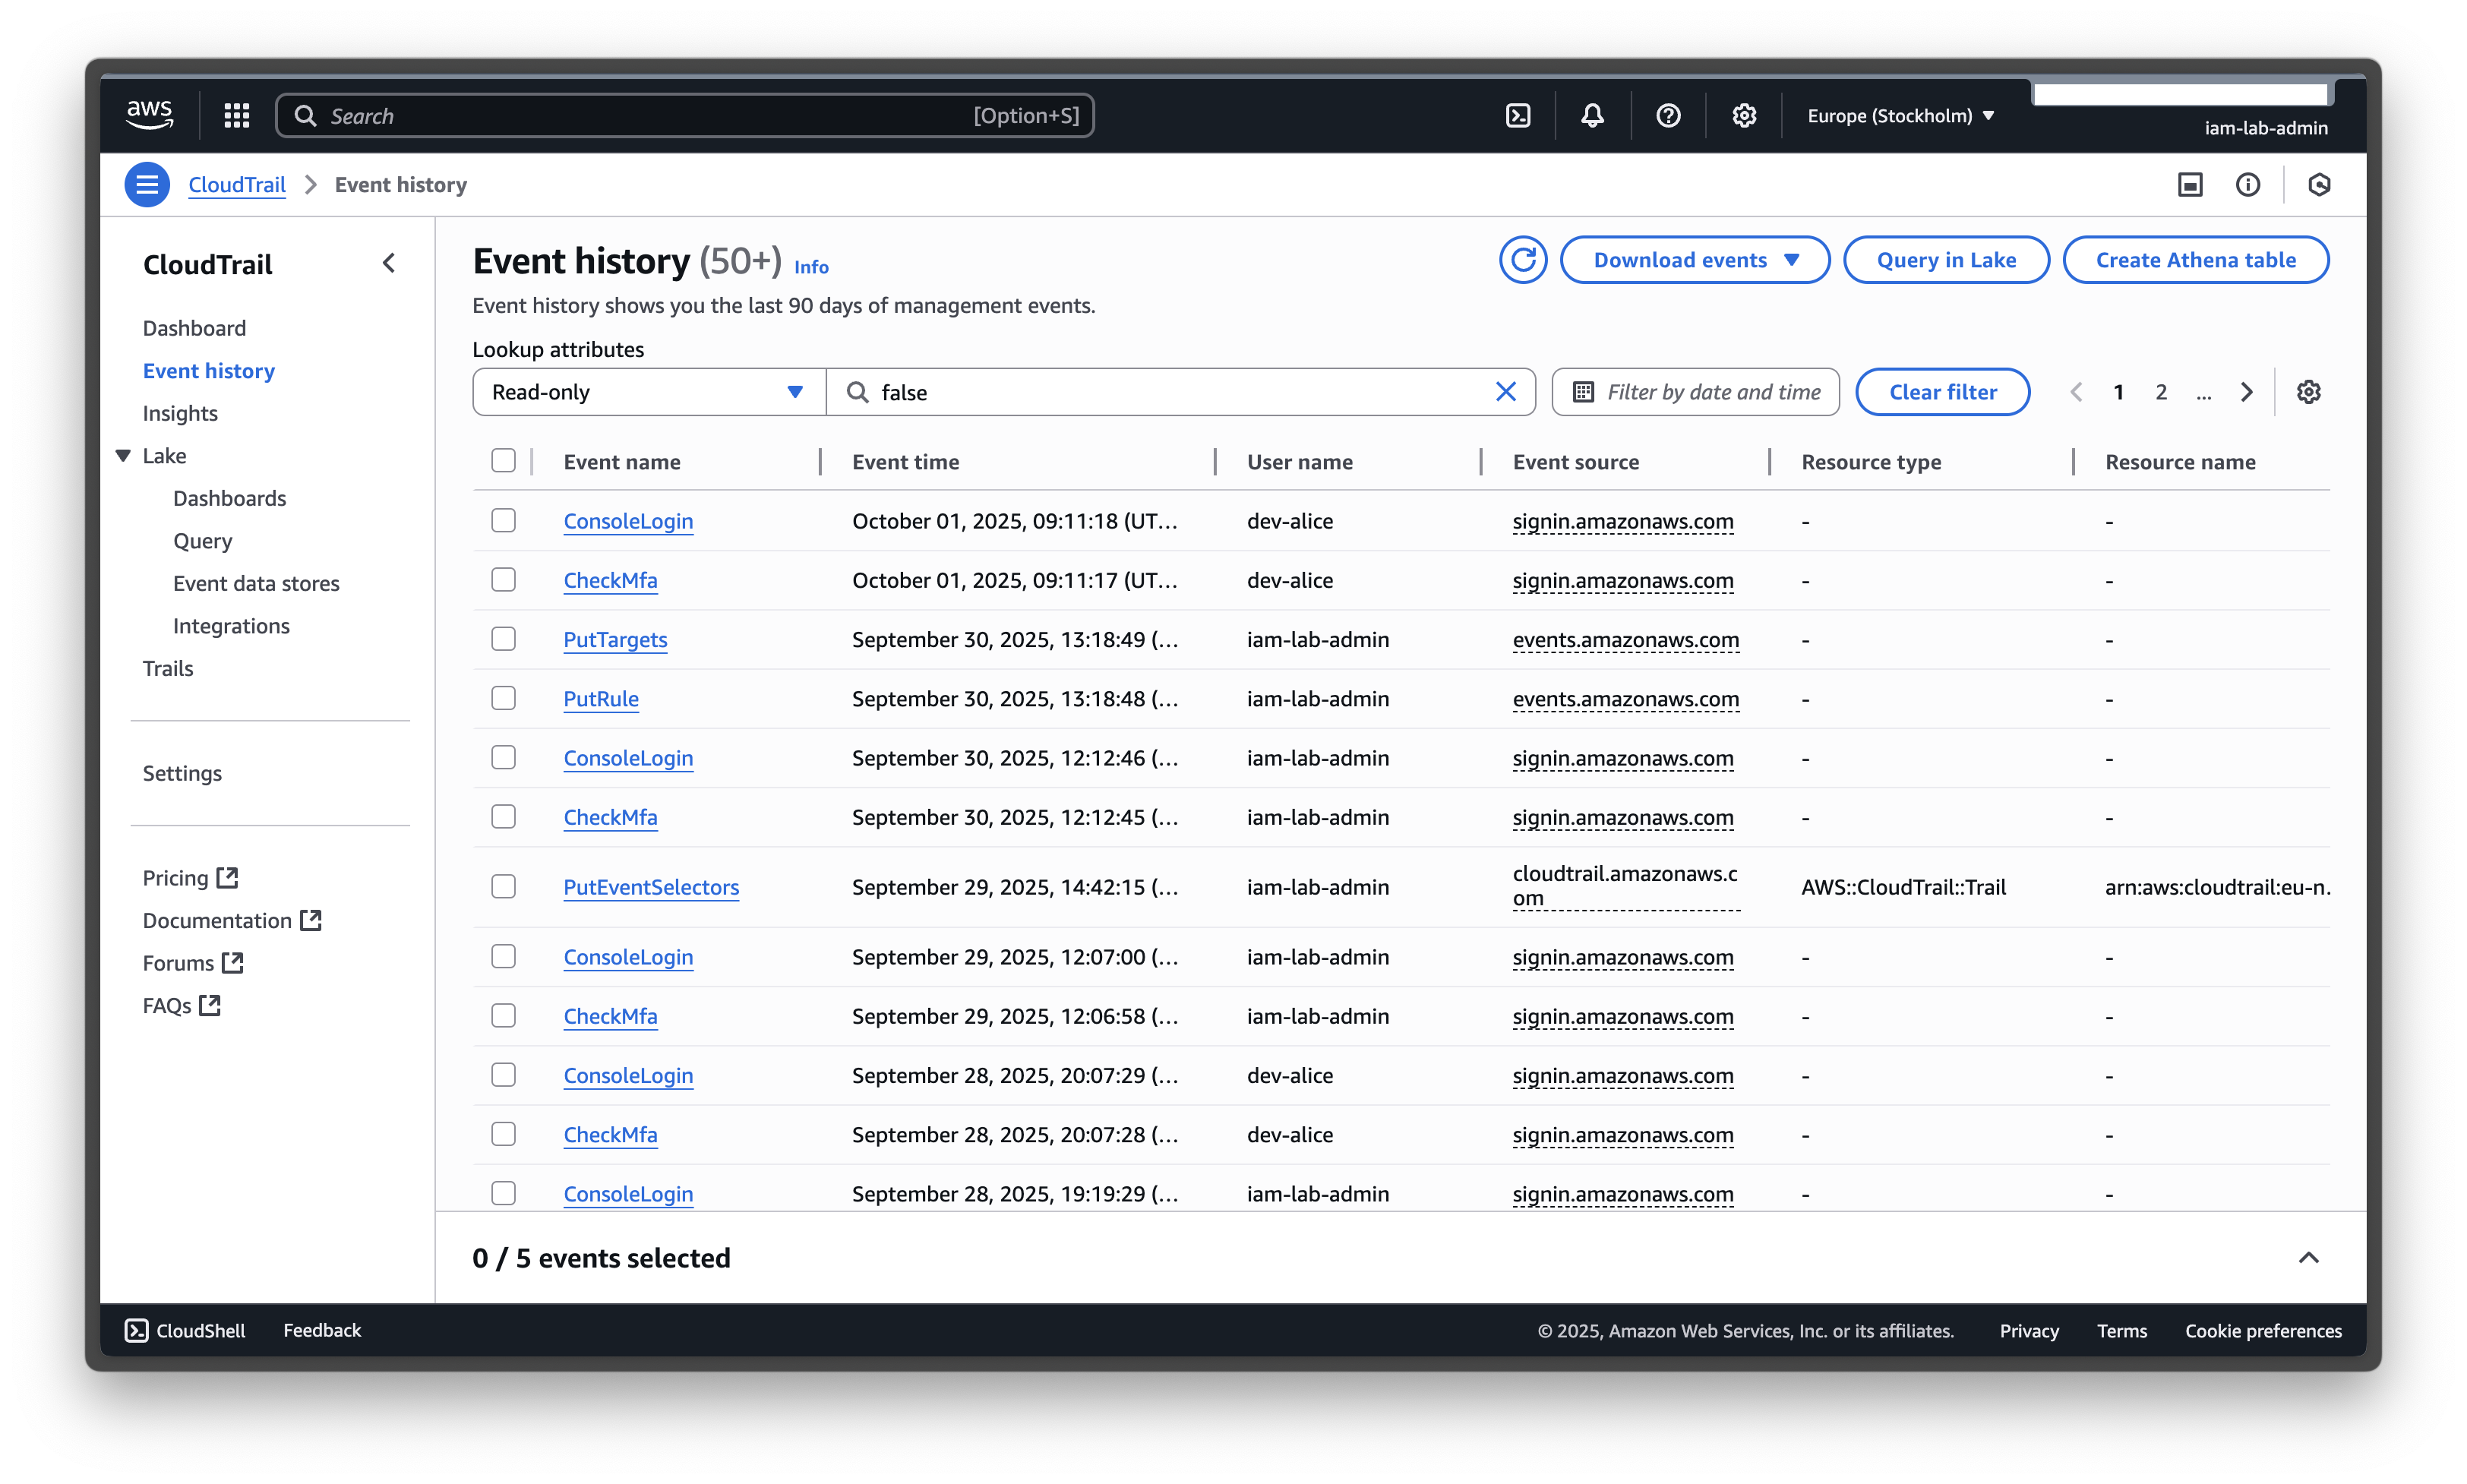 aws
Search [Option+S] Europe (Stockholm) iam-lab-admin
CloudTrail Event history
CloudTrail
Dashboard
Event history
Insights
Lake
Dashboards
Query
Event data stores
Integrations
Trails
Settings
Pricing
Documentation
Forums
FAQs
Event history (50+) Info
Download events Query in Lake Create Athena table
Event history shows you the last 90 days of management events.
Lookup attributes
Read-only false Filter by date and time Clear filter 1 2 ...
Event name Event time User name Event source Resource type Resource name
ConsoleLogin October 01, 2025, 09:11:18 (UT... dev-alice signin.amazonaws.com - -
CheckMfa October 01, 2025, 09:11:17 (UT... dev-alice signin.amazonaws.com - -
PutTargets September 30, 2025, 13:18:49 (... iam-lab-admin events.amazonaws.com - -
PutRule September 30, 2025, 13:18:48 (... iam-lab-admin events.amazonaws.com - -
ConsoleLogin September 30, 2025, 12:12:46 (... iam-lab-admin signin.amazonaws.com - -
CheckMfa September 30, 2025, 12:12:45 (... iam-lab-admin signin.amazonaws.com - -
PutEventSelectors September 29, 2025, 14:42:15 (... iam-lab-admin cloudtrail.amazonaws.c
om AWS::CloudTrail::Trail arn:aws:cloudtrail:eu-n.
ConsoleLogin September 29, 2025, 12:07:00 (... iam-lab-admin signin.amazonaws.com - -
CheckMfa September 29, 2025, 12:06:58 (... iam-lab-admin signin.amazonaws.com - -
ConsoleLogin September 28, 2025, 20:07:29 (... dev-alice signin.amazonaws.com - -
CheckMfa September 28, 2025, 20:07:28 (... dev-alice signin.amazonaws.com - -
ConsoleLogin September 28, 2025, 19:19:29 (... iam-lab-admin signin.amazonaws.com - -
0 / 5 events selected
CloudShell Feedback © 2025, Amazon Web Services, Inc. or its affiliates. Privacy Terms Cookie preferences